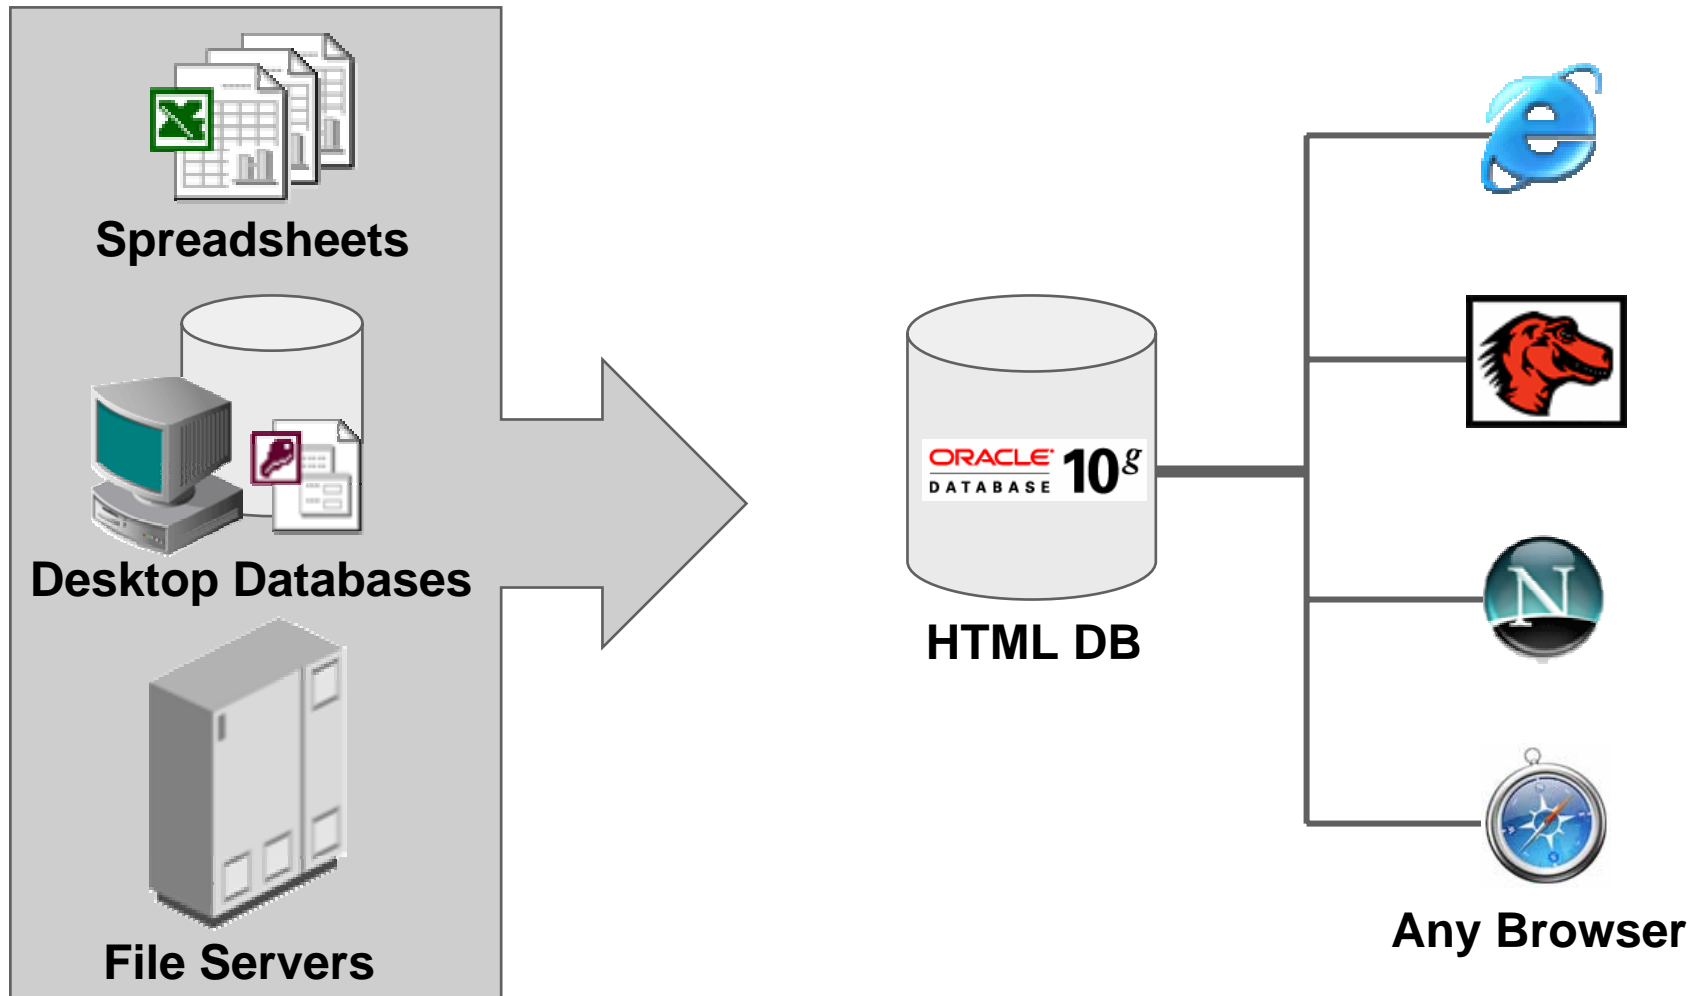 Spreadsheets
Desktop Databases
File Servers
ORACLE
DATABASE 10g
HTML DB
e
N
Any Browser